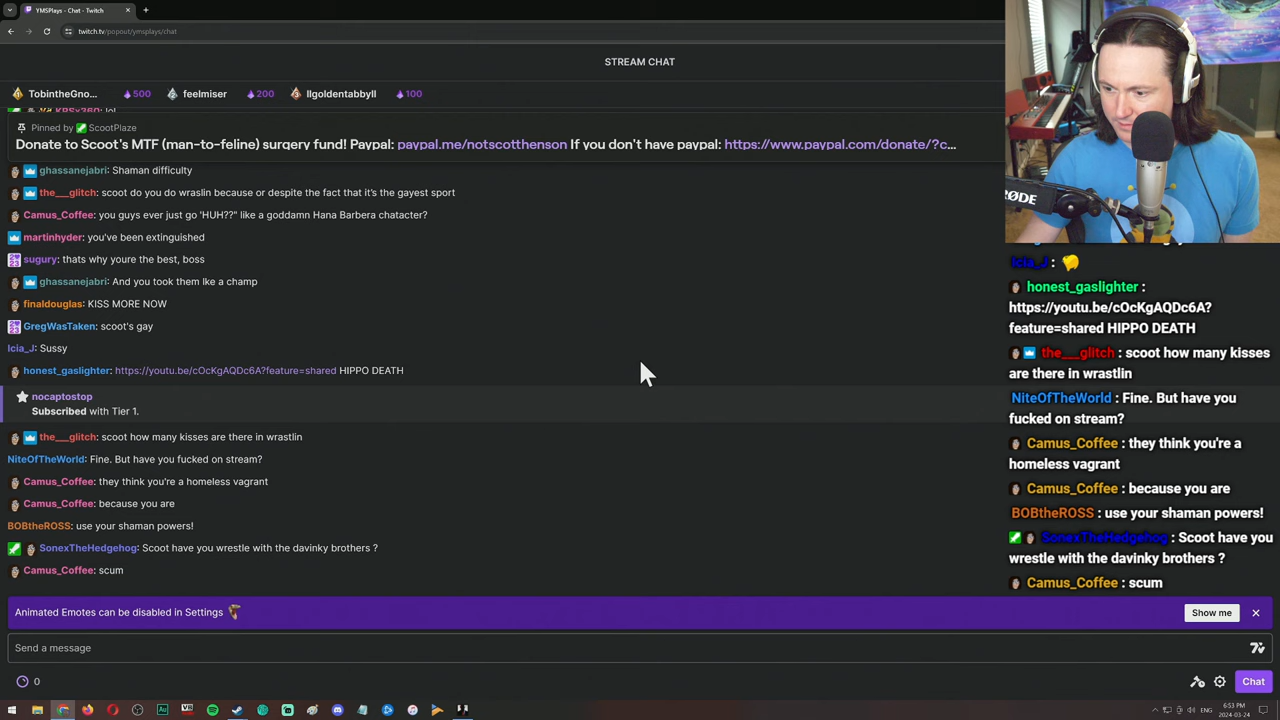 YMSPlays - Chat - Twitch
twitch.tv/popout/ymsplays/chat
STREAM CHAT
TobintheGno... 500 feelmiser 200 llgoldentabbyll 100
Pinned by ScootPlaze
Donate to Scoot's MTF (man-to-feline) surgery fund! Paypal: paypal.me/notscotthenson If you don't have paypal: https://www.paypal.com/donate/?c...
ghassanejabri: Shaman difficulty
the___glitch: scoot do you do wraslin because or despite the fact that it's the gayest sport
Camus_Coffee: you guys ever just go 'HUH??" like a goddamn Hana Barbera chatacter?
martinhyder: you've been extinguished
sugury: thats why youre the best, boss
ghassanejabri: And you took them lke a champ
finaldouglas: KISS MORE NOW
GregWasTaken: scoot's gay
Icia_J: Sussy
honest_gaslighter: https://youtu.be/cOcKgAQDc6A?feature=shared HIPPO DEATH
nocaptostop
Subscribed with Tier 1.
the___glitch: scoot how many kisses are there in wrastlin
NiteOfTheWorld: Fine. But have you fucked on stream?
Camus_Coffee: they think you're a homeless vagrant
Camus_Coffee: because you are
BOBtheROSS: use your shaman powers!
SonexTheHedgehog: Scoot have you wrestle with the davinky brothers ?
Camus_Coffee: scum
Animated Emotes can be disabled in Settings
Show me
Send a message
0
Chat
RØDE
Icia_J :
honest_gaslighter :
https://youtu.be/cOcKgAQDc6A?
feature=shared HIPPO DEATH
the___glitch : scoot how many kisses
are there in wrastlin
NiteOfTheWorld : Fine. But have you
fucked on stream?
Camus_Coffee : they think you're a
homeless vagrant
Camus_Coffee : because you are
BOBtheROSS : use your shaman powers!
SonexTheHedgehog : Scoot have you
wrestle with the davinky brothers ?
Camus_Coffee : scum
ENG
6:53 PM
2024-03-24